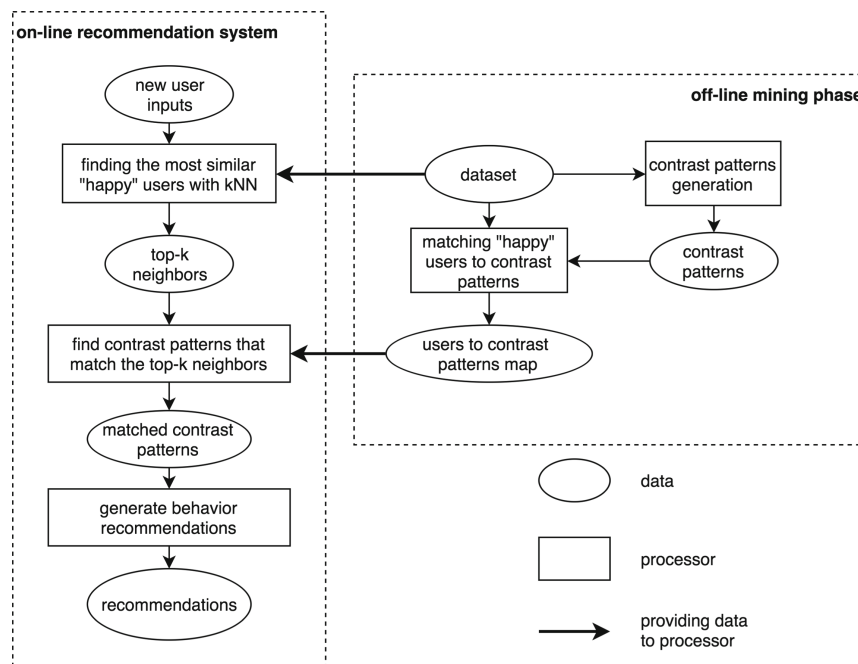 on-line recommendation system
new user
inputs
finding the most similar
"happy" users with kNN
top-k
neighbors
find contrast patterns that
match the top-k neighbors
matched contrast
patterns
generate behavior
recommendations
recommendations
off-line mining phase
dataset
contrast patterns
generation
matching "happy"
users to contrast
patterns
contrast
patterns
users to contrast
patterns map
data
processor
providing data
to processor